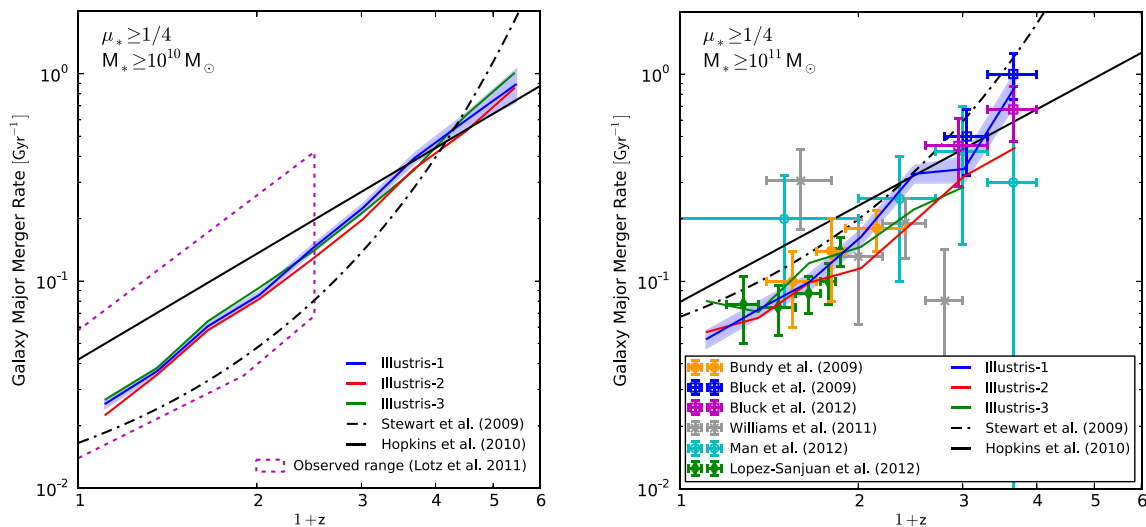 μ* ≥1/4
M* ≥10^10 M☉
Galaxy Major Merger Rate [Gyr^−1]
10^0
10^−1
10^−2
Illustris-1
Illustris-2
Illustris-3
Stewart et al. (2009)
Hopkins et al. (2010)
Observed range (Lotz et al. 2011)
1 2 3 4 5 6
1+z
μ* ≥1/4
M* ≥10^11 M☉
Galaxy Major Merger Rate [Gyr^−1]
10^0
10^−1
10^−2
Bundy et al. (2009)
Bluck et al. (2009)
Bluck et al. (2012)
Williams et al. (2011)
Man et al. (2012)
Lopez-Sanjuan et al. (2012)
Illustris-1
Illustris-2
Illustris-3
Stewart et al. (2009)
Hopkins et al. (2010)
1 2 3 4 5 6
1+z